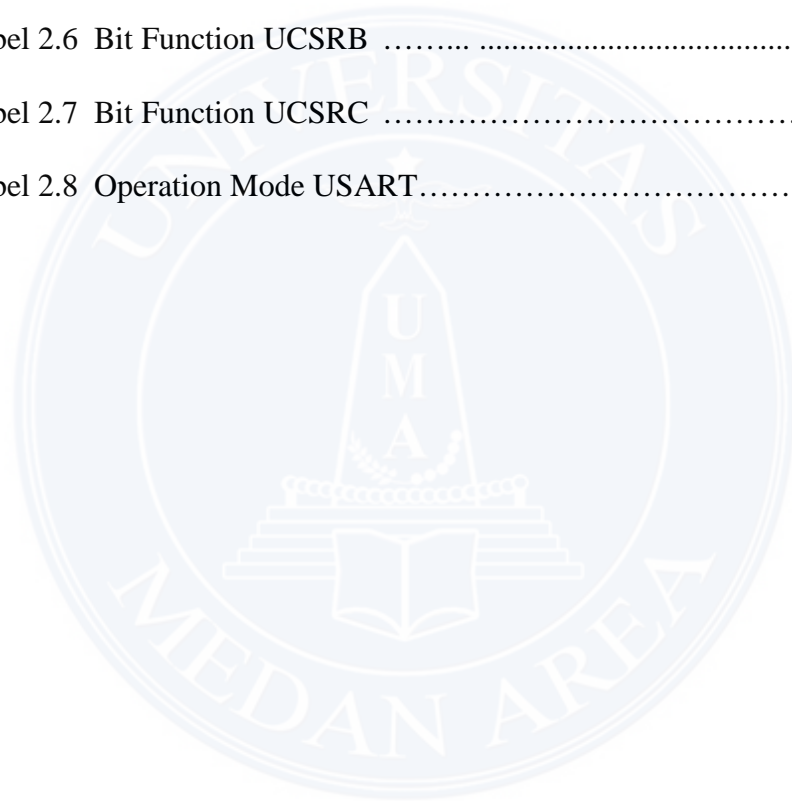 bel 2.6 Bit Function UCSRB ……... .......................................
bel 2.7 Bit Function UCSRC …………………………………
bel 2.8 Operation Mode USART………………………………
UNIVERSITAS
U
M
A
MEDAN AREA